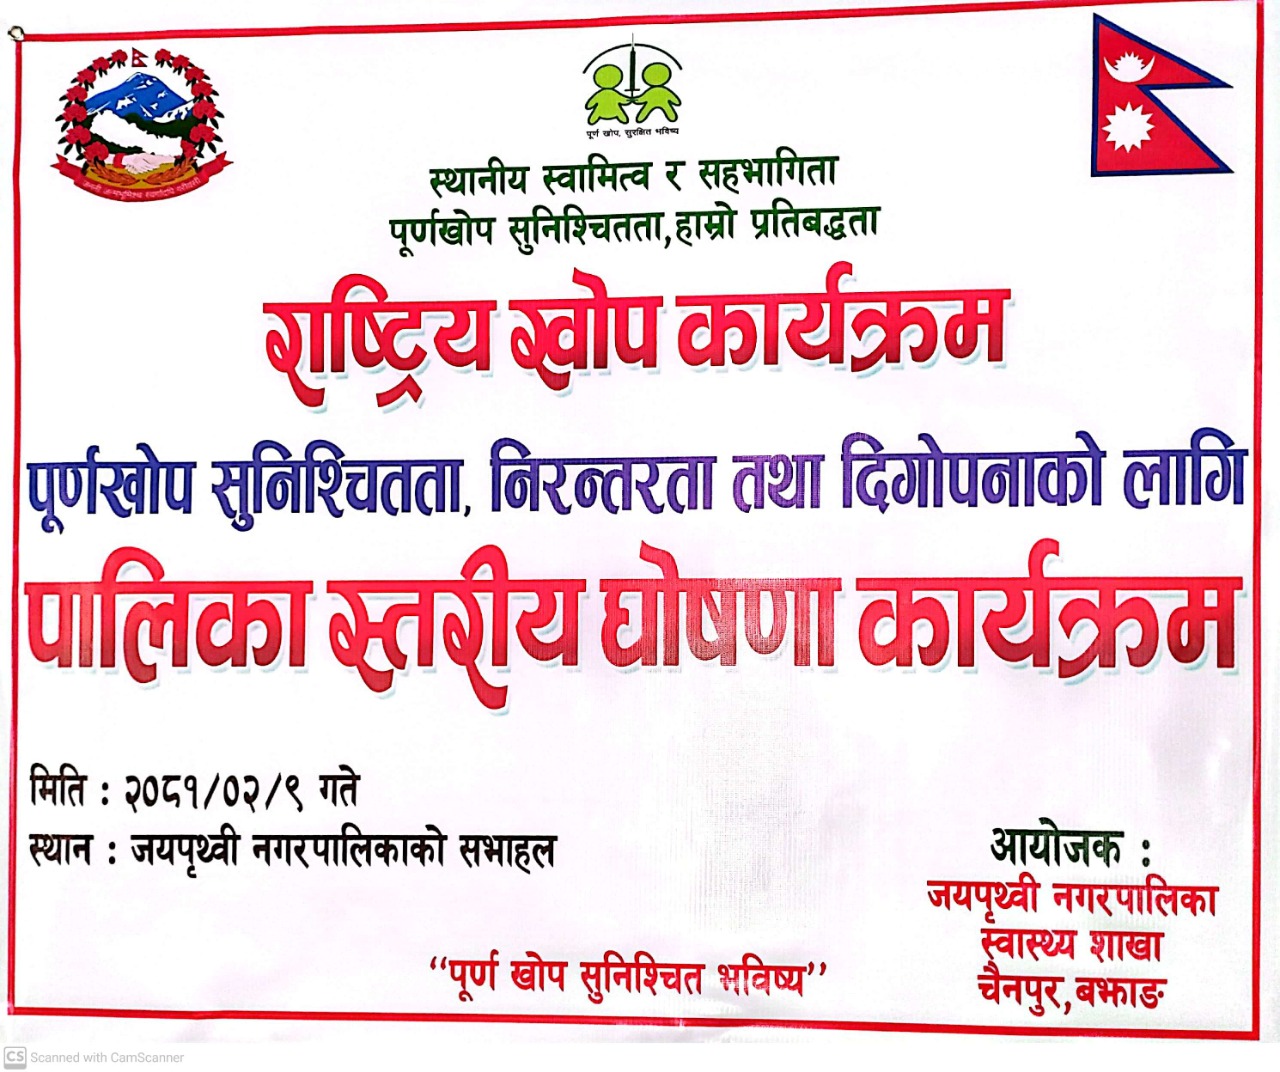 पूर्ण खोप, सुरक्षित भविष्य
स्थानीय स्वामित्व र सहभागिता
पूर्णखोप सुनिश्चितता,हाम्रो प्रतिबद्धता
राष्ट्रिय खोप कार्यक्रम
पूर्णखोप सुनिश्चितता, निरन्तरता तथा दिगोपनाको लागि
पालिका स्तरीय घोषणा कार्यक्रम
मिति : २०८१/०२/९ गते
स्थान : जयपृथ्वी नगरपालिकाको सभाहल
आयोजक :
जयपृथ्वी नगरपालिका
स्वास्थ्य शाखा
चैनपुर,बझाङ
“पूर्ण खोप सुनिश्चित भविष्य”
CS Scanned with CamScanner